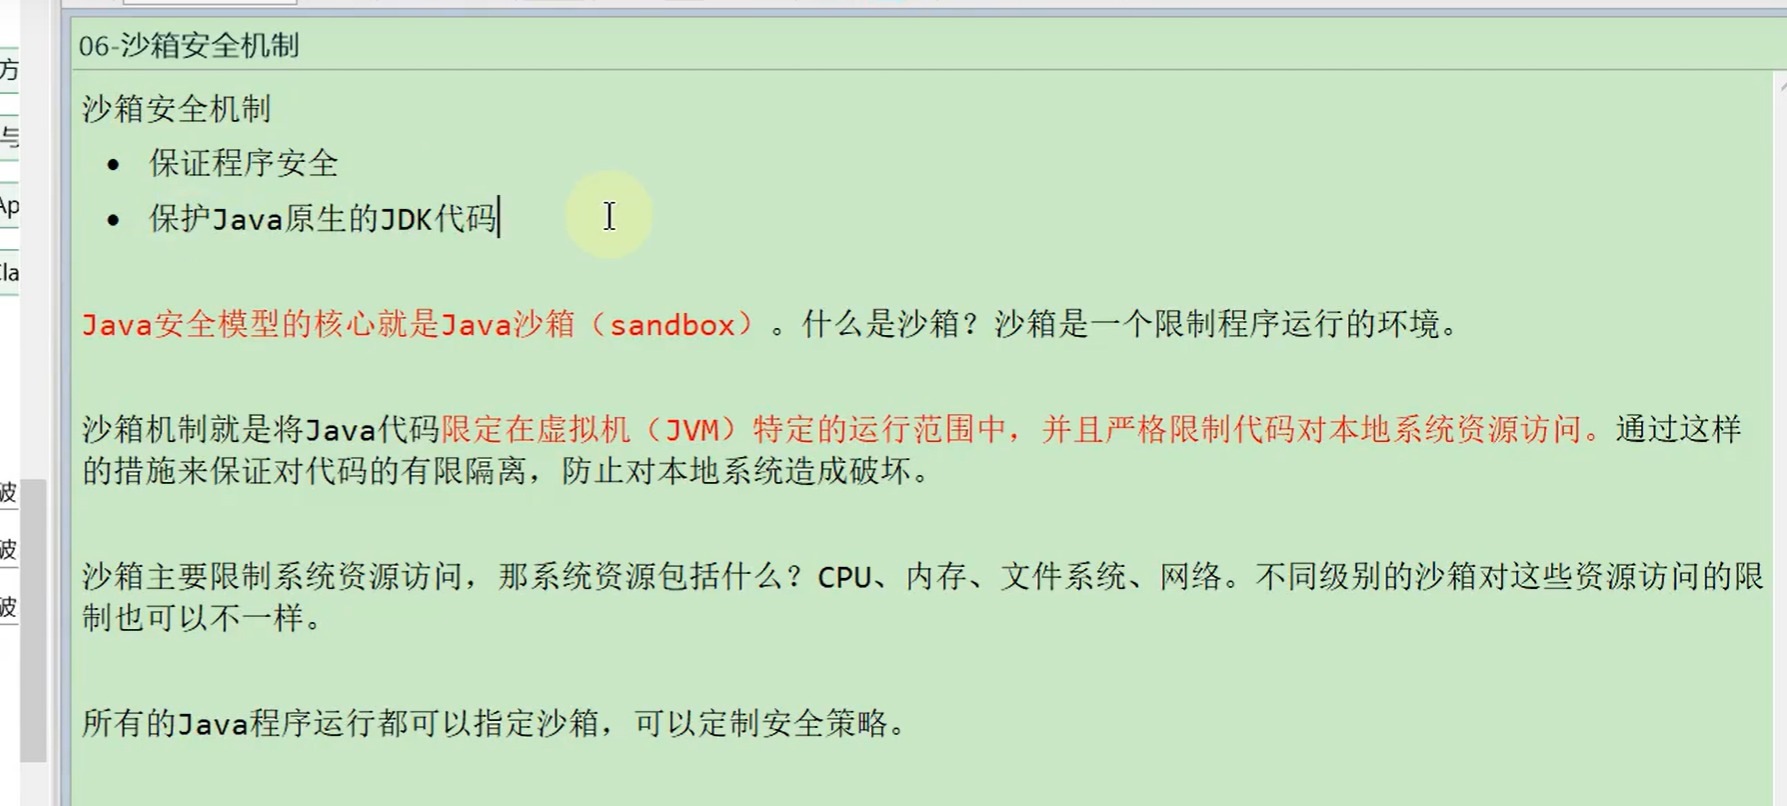 06-沙箱安全机制
沙箱安全机制
• 保证程序安全
• 保护Java原生的JDK代码
Java安全模型的核心就是Java沙箱（sandbox）。什么是沙箱？沙箱是一个限制程序运行的环境。
沙箱机制就是将Java代码限定在虚拟机（JVM）特定的运行范围中，并且严格限制代码对本地系统资源访问。通过这样
的措施来保证对代码的有限隔离，防止对本地系统造成破坏。
沙箱主要限制系统资源访问，那系统资源包括什么？CPU、内存、文件系统、网络。不同级别的沙箱对这些资源访问的限
制也可以不一样。
所有的Java程序运行都可以指定沙箱，可以定制安全策略。
方
与
Ap
Cla
破
破
破